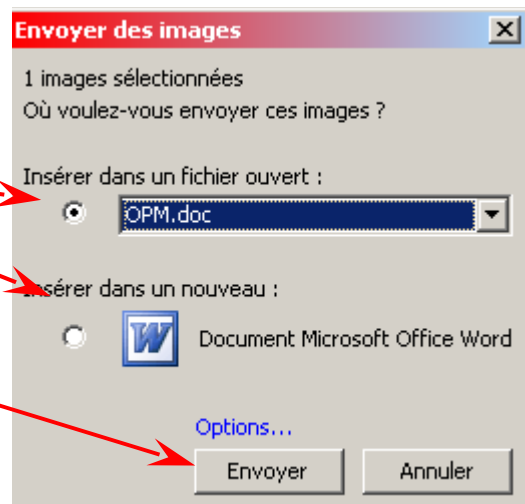 Envoyer des images
1 images sélectionnées
Où voulez-vous envoyer ces images ?
Insérer dans un fichier ouvert :
OPM.doc
Insérer dans un nouveau :
Document Microsoft Office Word
Options...
Envoyer Annuler